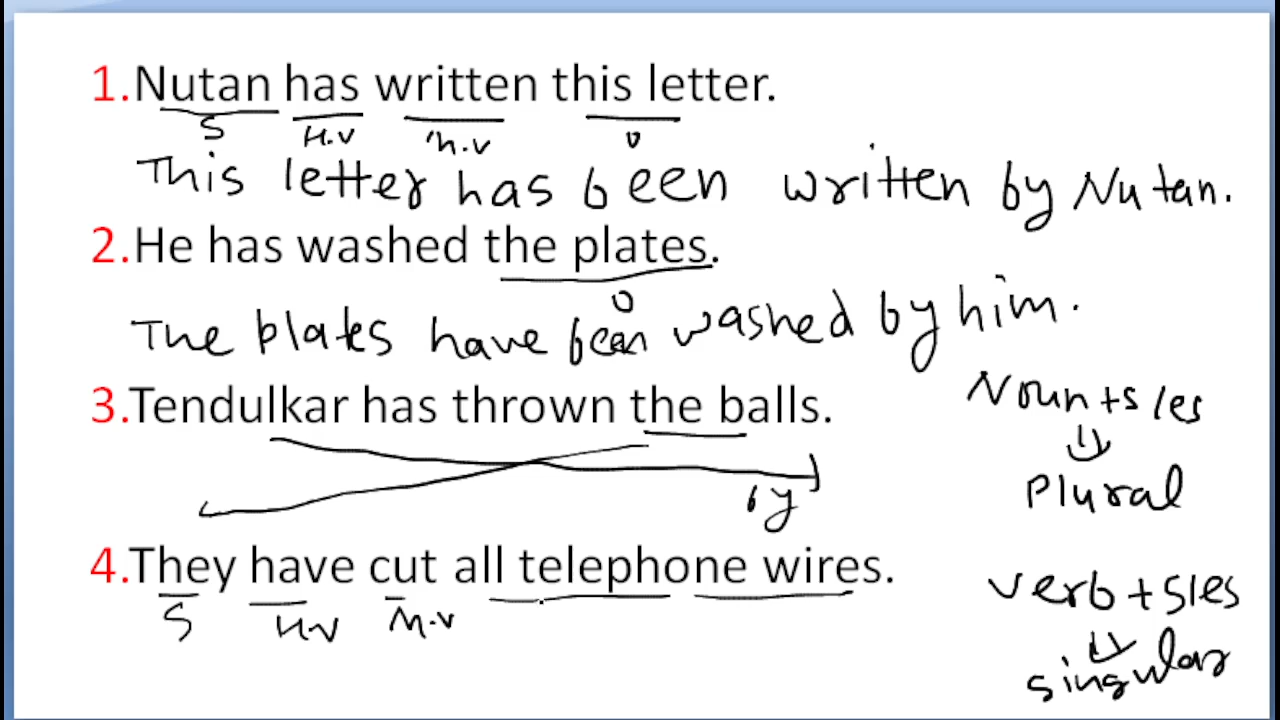 1.Nutan has written this letter.
S H.V m.v o
This letter has been written by Nutan.
2.He has washed the plates.
o
The plates have been washed by him.
3.Tendulkar has thrown the balls.
by
Noun+s/es
Plural
4.They have cut all telephone wires.
S H.V M.V
verb+s/es
singular